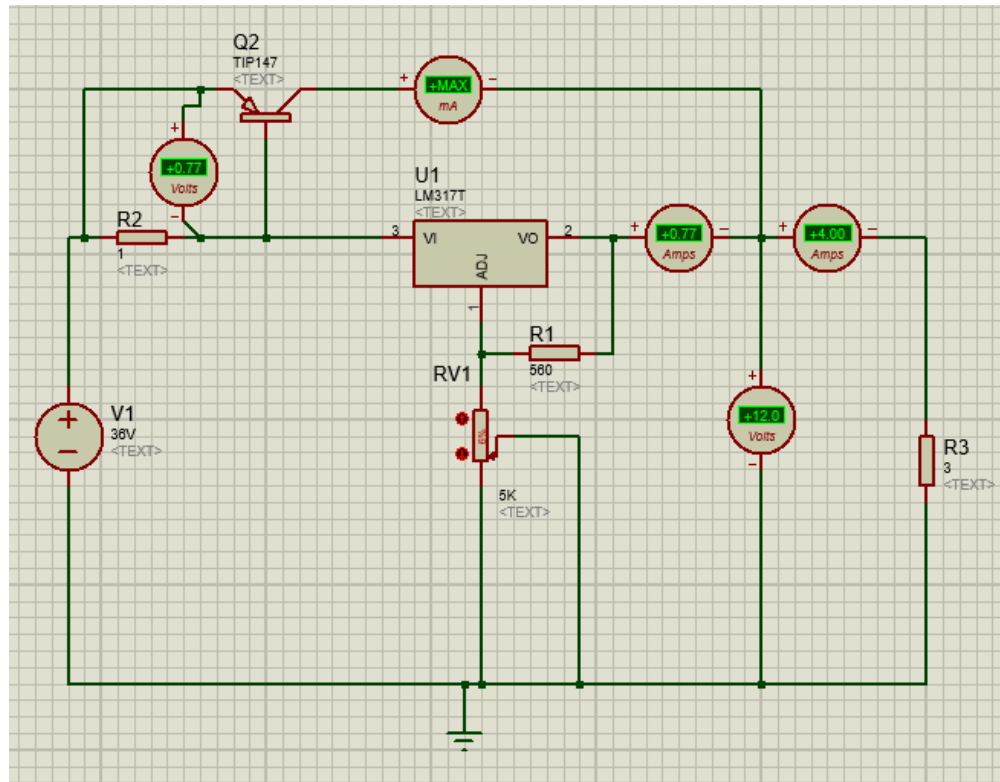 Q2
TIP147
<TEXT>
+ +MAX −
mA
+
+0.77
Volts
−
R2
1
<TEXT>
U1
LM317T
<TEXT>
3 VI VO 2
ADJ
1
+ +0.77 −
Amps
+ +4.00 −
Amps
R1
560
<TEXT>
RV1
5K
<TEXT>
V1
36V
<TEXT>
+
−
+
+12.0
Volts
−
R3
3
<TEXT>